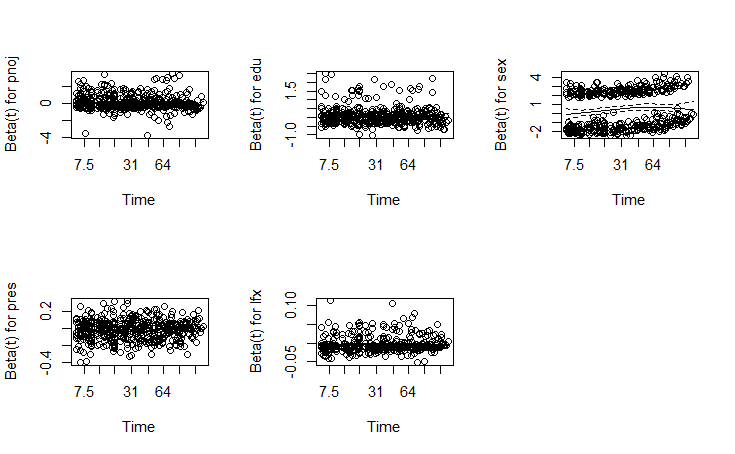 Beta(t) for pnoj
0
-4
7.5 31 64
Time
Beta(t) for edu
1.5
-1.0
7.5 31 64
Time
Beta(t) for sex
4
1
-2
7.5 31 64
Time
Beta(t) for pres
0.2
-0.4
7.5 31 64
Time
Beta(t) for lfx
0.10
-0.05
7.5 31 64
Time